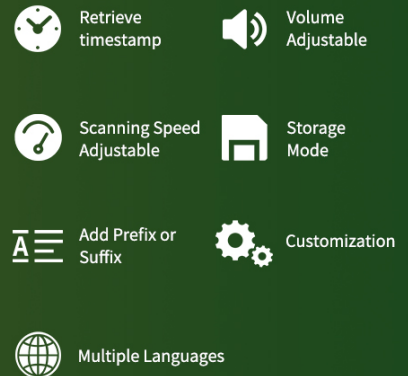 Retrieve
timestamp
Volume
Adjustable
Scanning Speed
Adjustable
Storage
Mode
A
Add Prefix or
Suffix
Customization
Multiple Languages